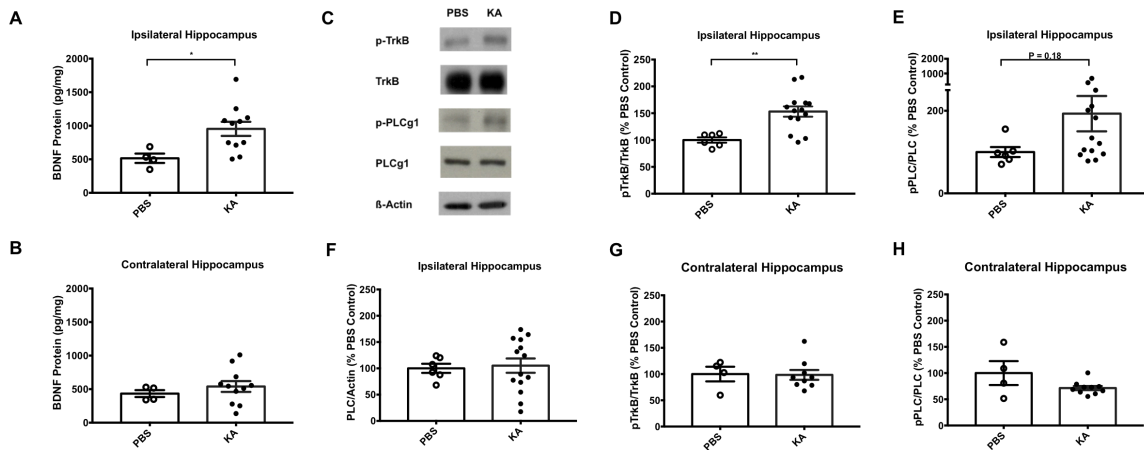 A
Ipsilateral Hippocampus
*
BDNF Protein (pg/mg)
2000
1500
1000
500
0
PBS
KA
C
PBS KA
p-TrkB
TrkB
p-PLCg1
PLCg1
ß-Actin
D
Ipsilateral Hippocampus
**
pTrkB/TrkB (% PBS Control)
250
200
150
100
50
0
PBS
KA
E
Ipsilateral Hippocampus
P = 0.18
pPLC/PLC (% PBS Control)
2000
1000
200
0
PBS
KA
B
Contralateral Hippocampus
BDNF Protein (pg/mg)
2000
1500
1000
500
0
PBS
KA
F
Ipsilateral Hippocampus
PLC/Actin (% PBS Control)
250
200
150
100
50
0
PBS
KA
G
Contralateral Hippocampus
pTrkB/TrkB (% PBS Control)
250
200
150
100
50
0
PBS
KA
H
Contralateral Hippocampus
pPLC/PLC (% PBS Control)
250
200
150
100
50
0
PBS
KA